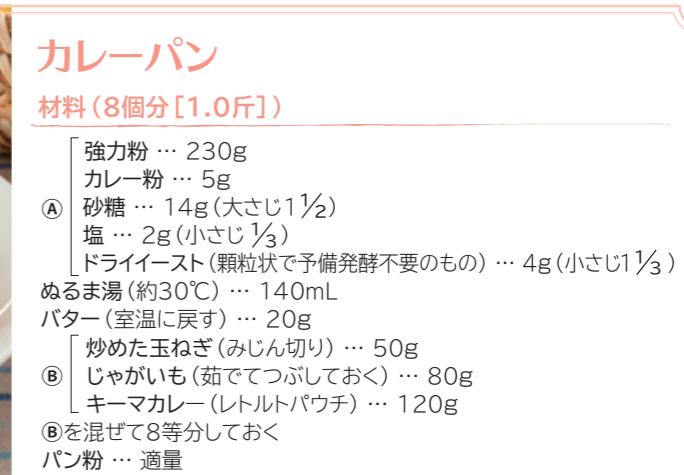 カレーパン
材料（8個分［1.0斤］）
強力粉 … 230g
カレー粉 … 5g
Ⓐ 砂糖 … 14g（大さじ1 1/2）
塩 … 2g（小さじ 1/3）
ドライイースト（顆粒状で予備発酵不要のもの） … 4g（小さじ1 1/3）
ぬるま湯（約30℃） … 140mL
バター（室温に戻す） … 20g
炒めた玉ねぎ（みじん切り） … 50g
Ⓑ じゃがいも（茹でてつぶしておく） … 80g
キーマカレー（レトルトパウチ） … 120g
Ⓑを混ぜて8等分しておく
パン粉 … 適量